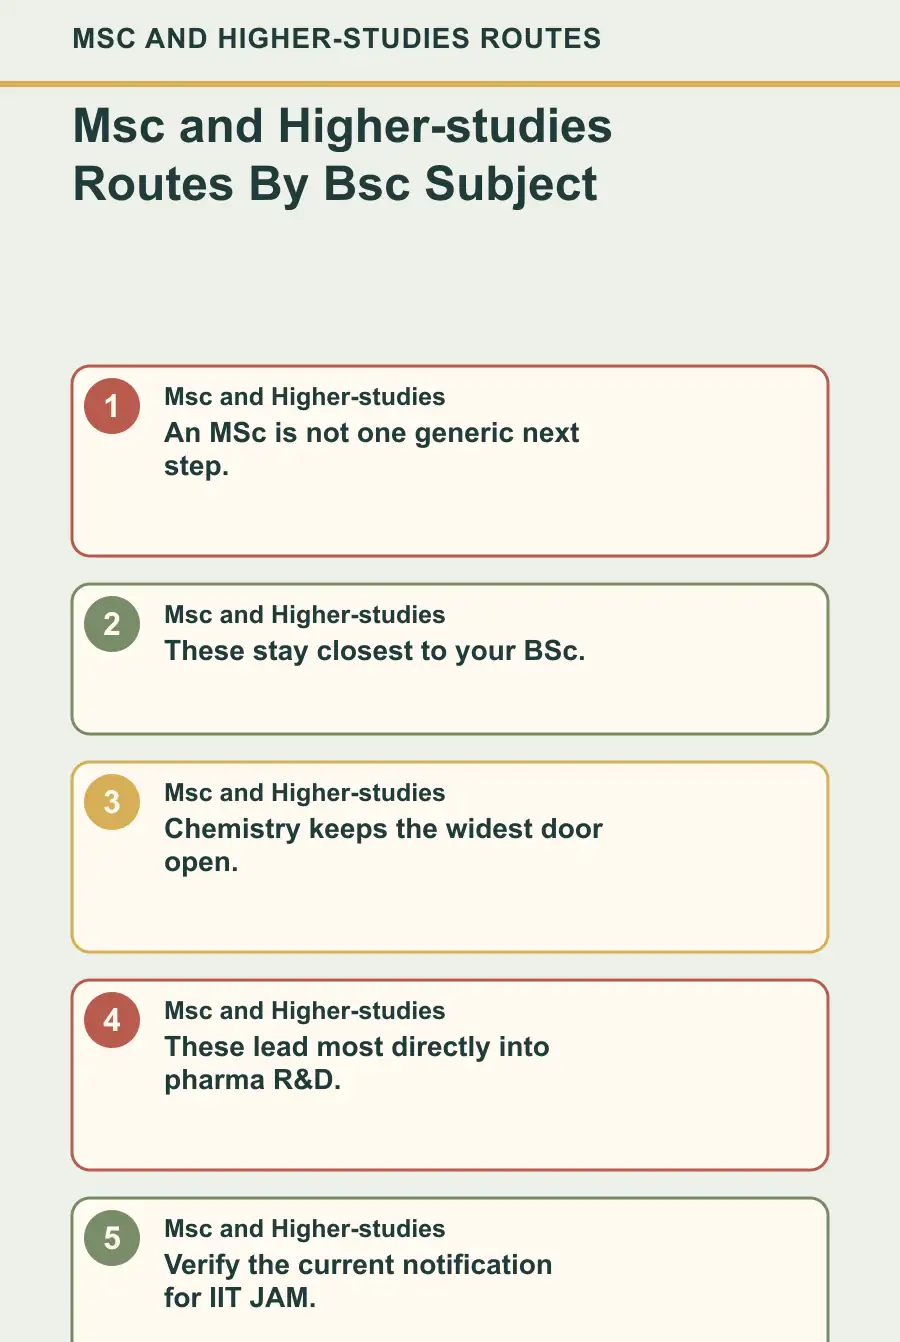 MSC AND HIGHER-STUDIES ROUTES
Msc and Higher-studies
Routes By Bsc Subject
1
Msc and Higher-studies
An MSc is not one generic next
step.
2
Msc and Higher-studies
These stay closest to your BSc.
3
Msc and Higher-studies
Chemistry keeps the widest door
open.
4
Msc and Higher-studies
These lead most directly into
pharma R&D.
5
Msc and Higher-studies
Verify the current notification
for IIT JAM.